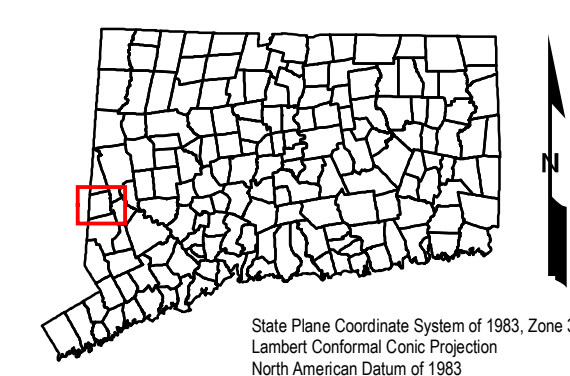 N
State Plane Coordinate System of 1983, Zone
Lambert Conformal Conic Projection
North American Datum of 1983